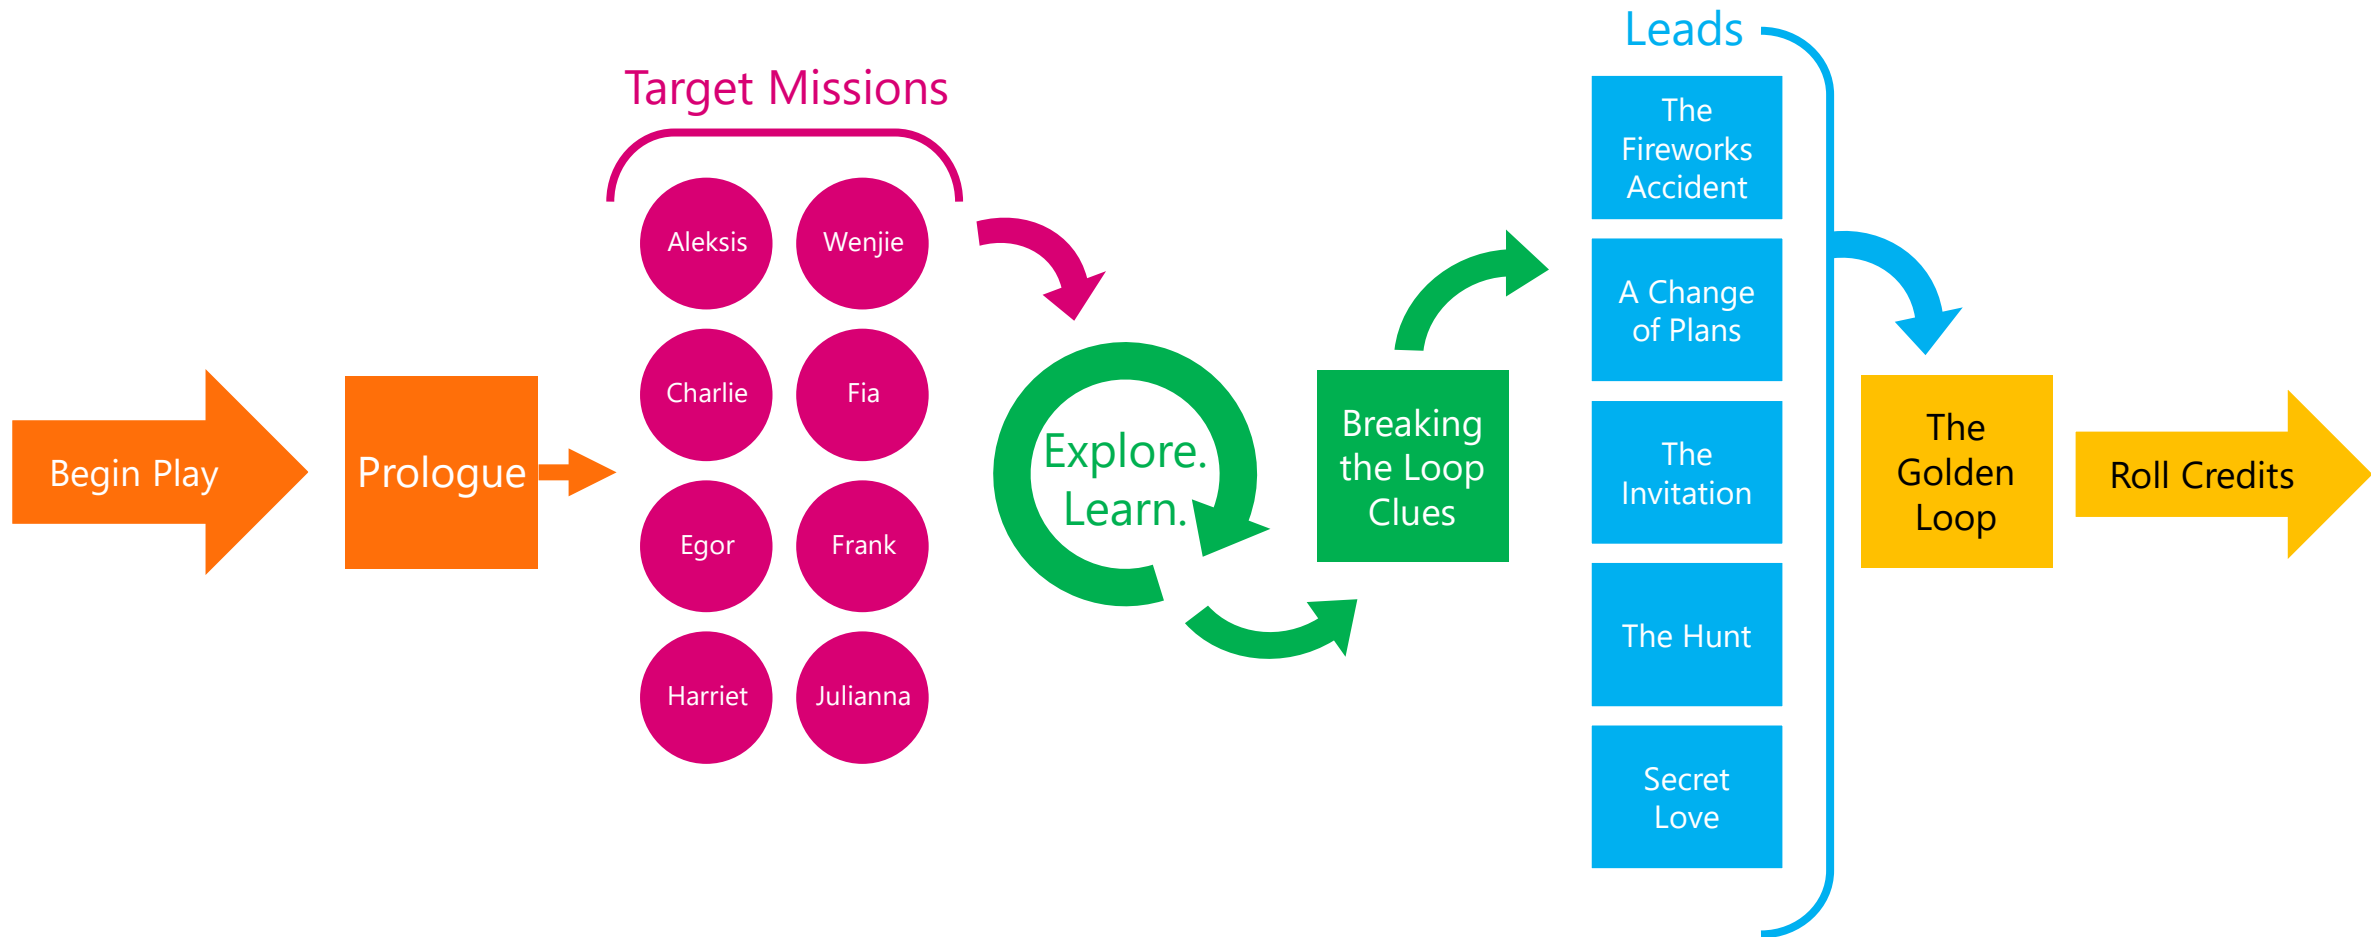 Begin Play
Prologue
Target Missions
Aleksis
Wenjie
Charlie
Fia
Egor
Frank
Harriet
Julianna
Explore.
Learn.
Breaking
the Loop
Clues
Leads
The
Fireworks
Accident
A Change
of Plans
The
Invitation
The Hunt
Secret
Love
The
Golden
Loop
Roll Credits